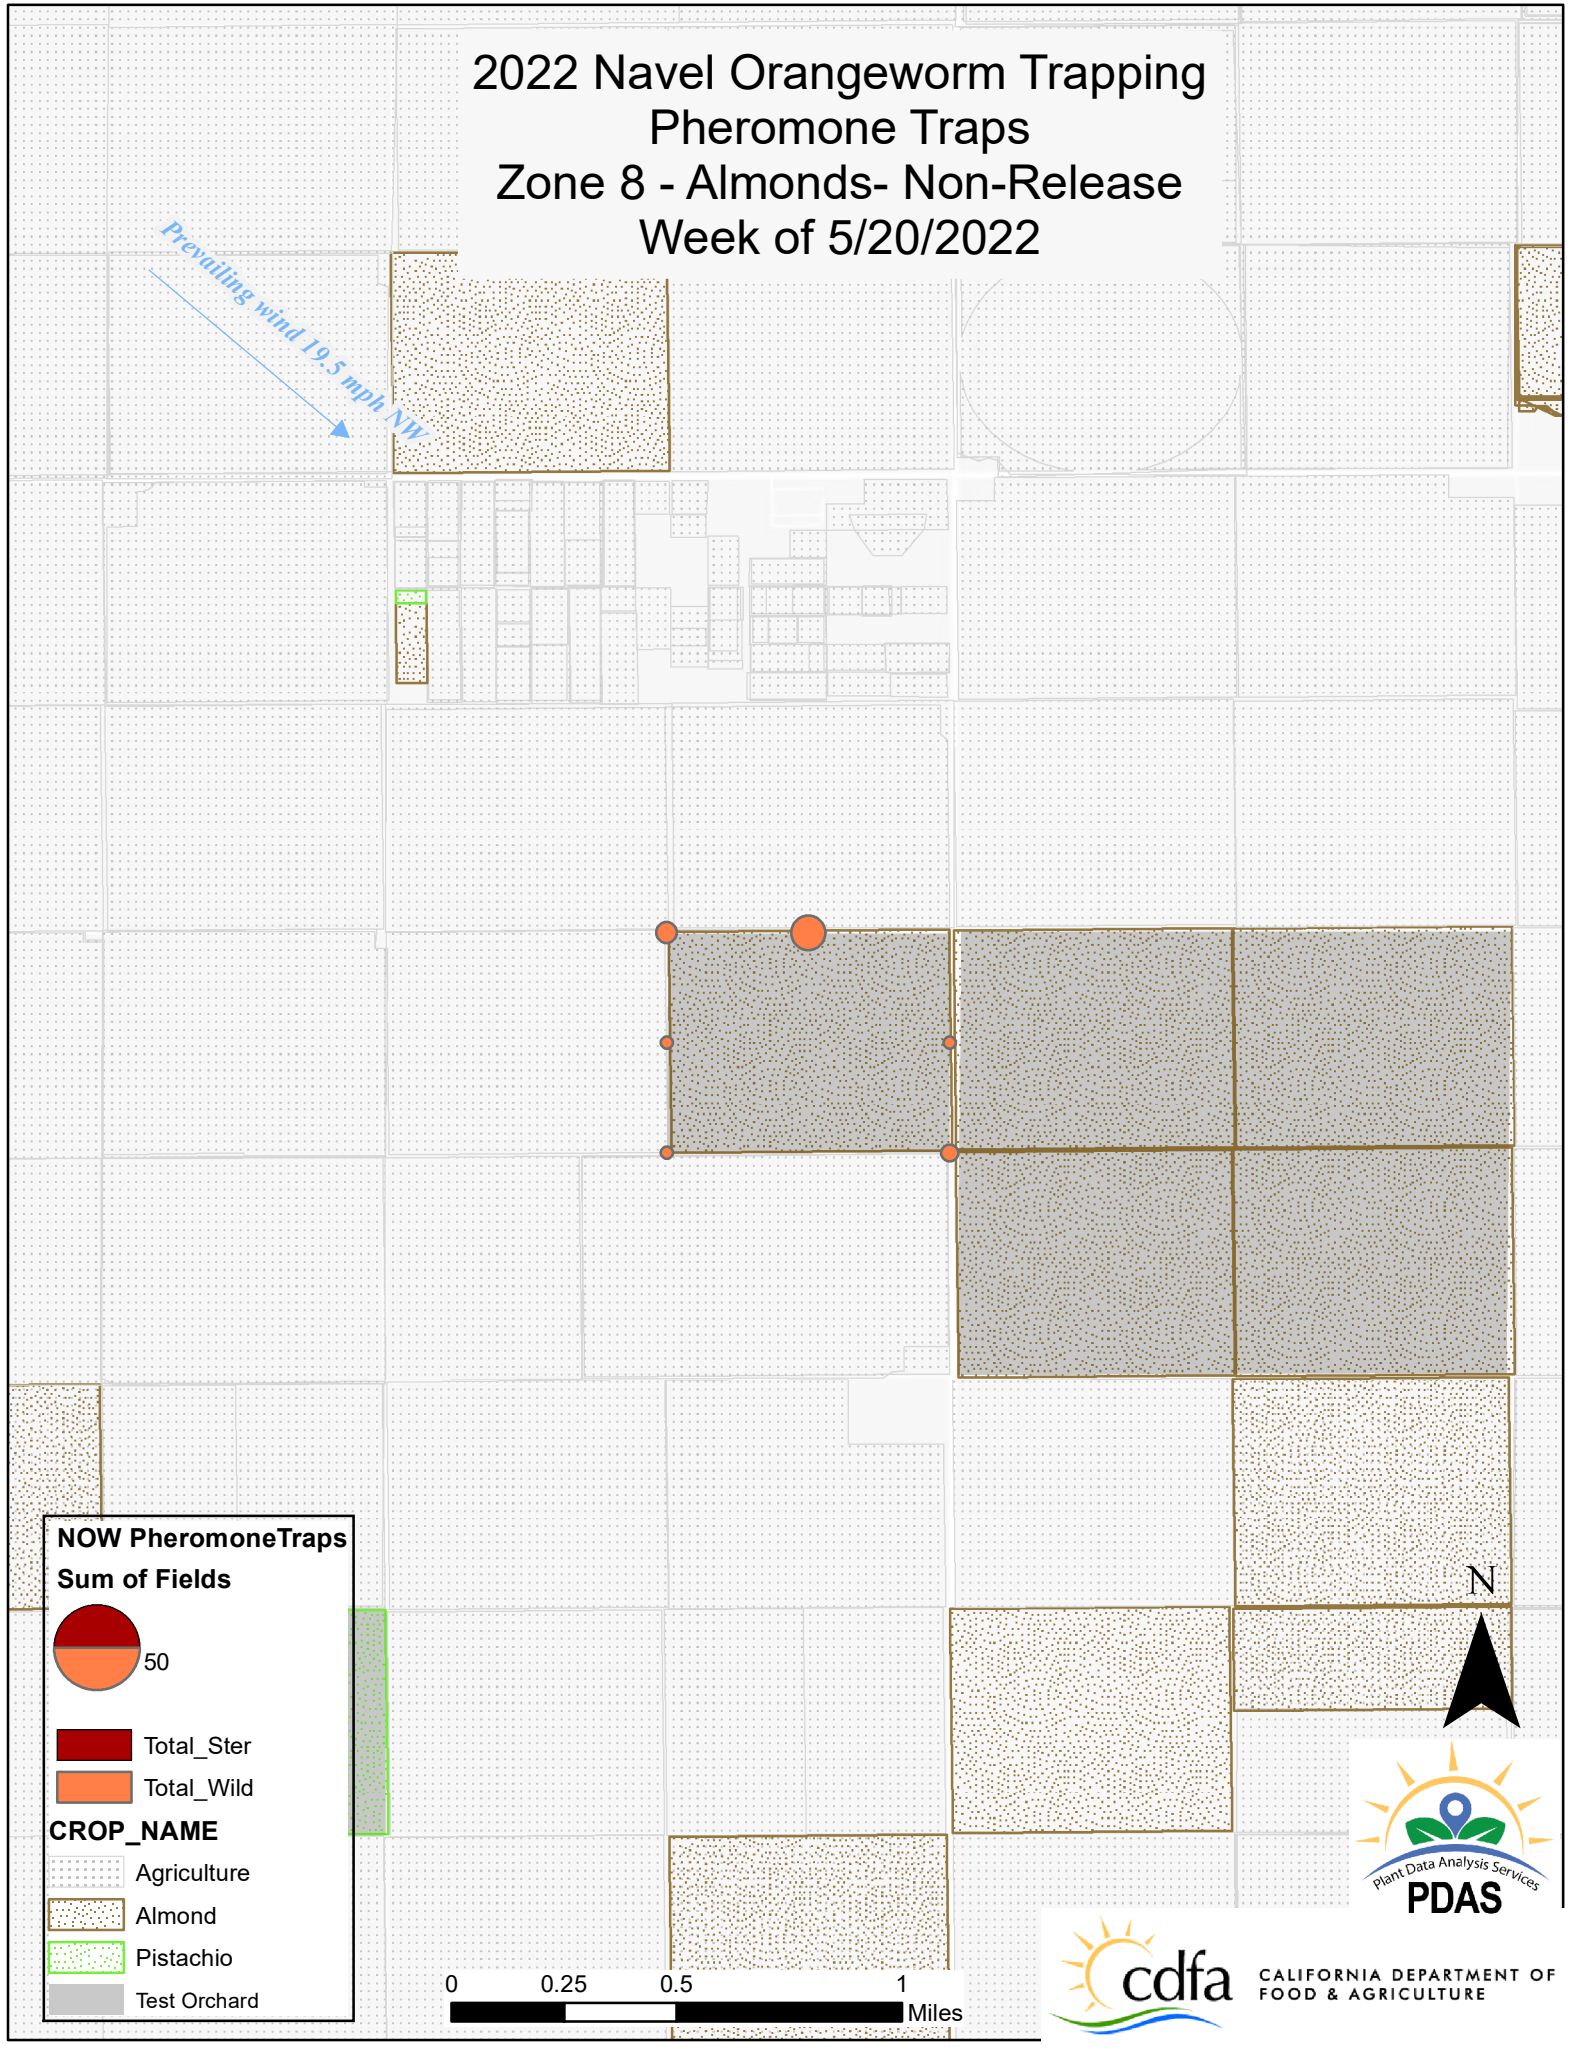 2022 Navel Orangeworm Trapping
Pheromone Traps
Zone 8 - Almonds- Non-Release
Week of 5/20/2022
Prevailing wind 19.5 mph NW
NOW PheromoneTraps
Sum of Fields
50
Total_Ster
Total_Wild
CROP_NAME
Agriculture
Almond
Pistachio
Test Orchard
0 0.25 0.5 1
Miles
N
Plant Data Analysis Services
PDAS
cdfa
CALIFORNIA DEPARTMENT OF
FOOD & AGRICULTURE